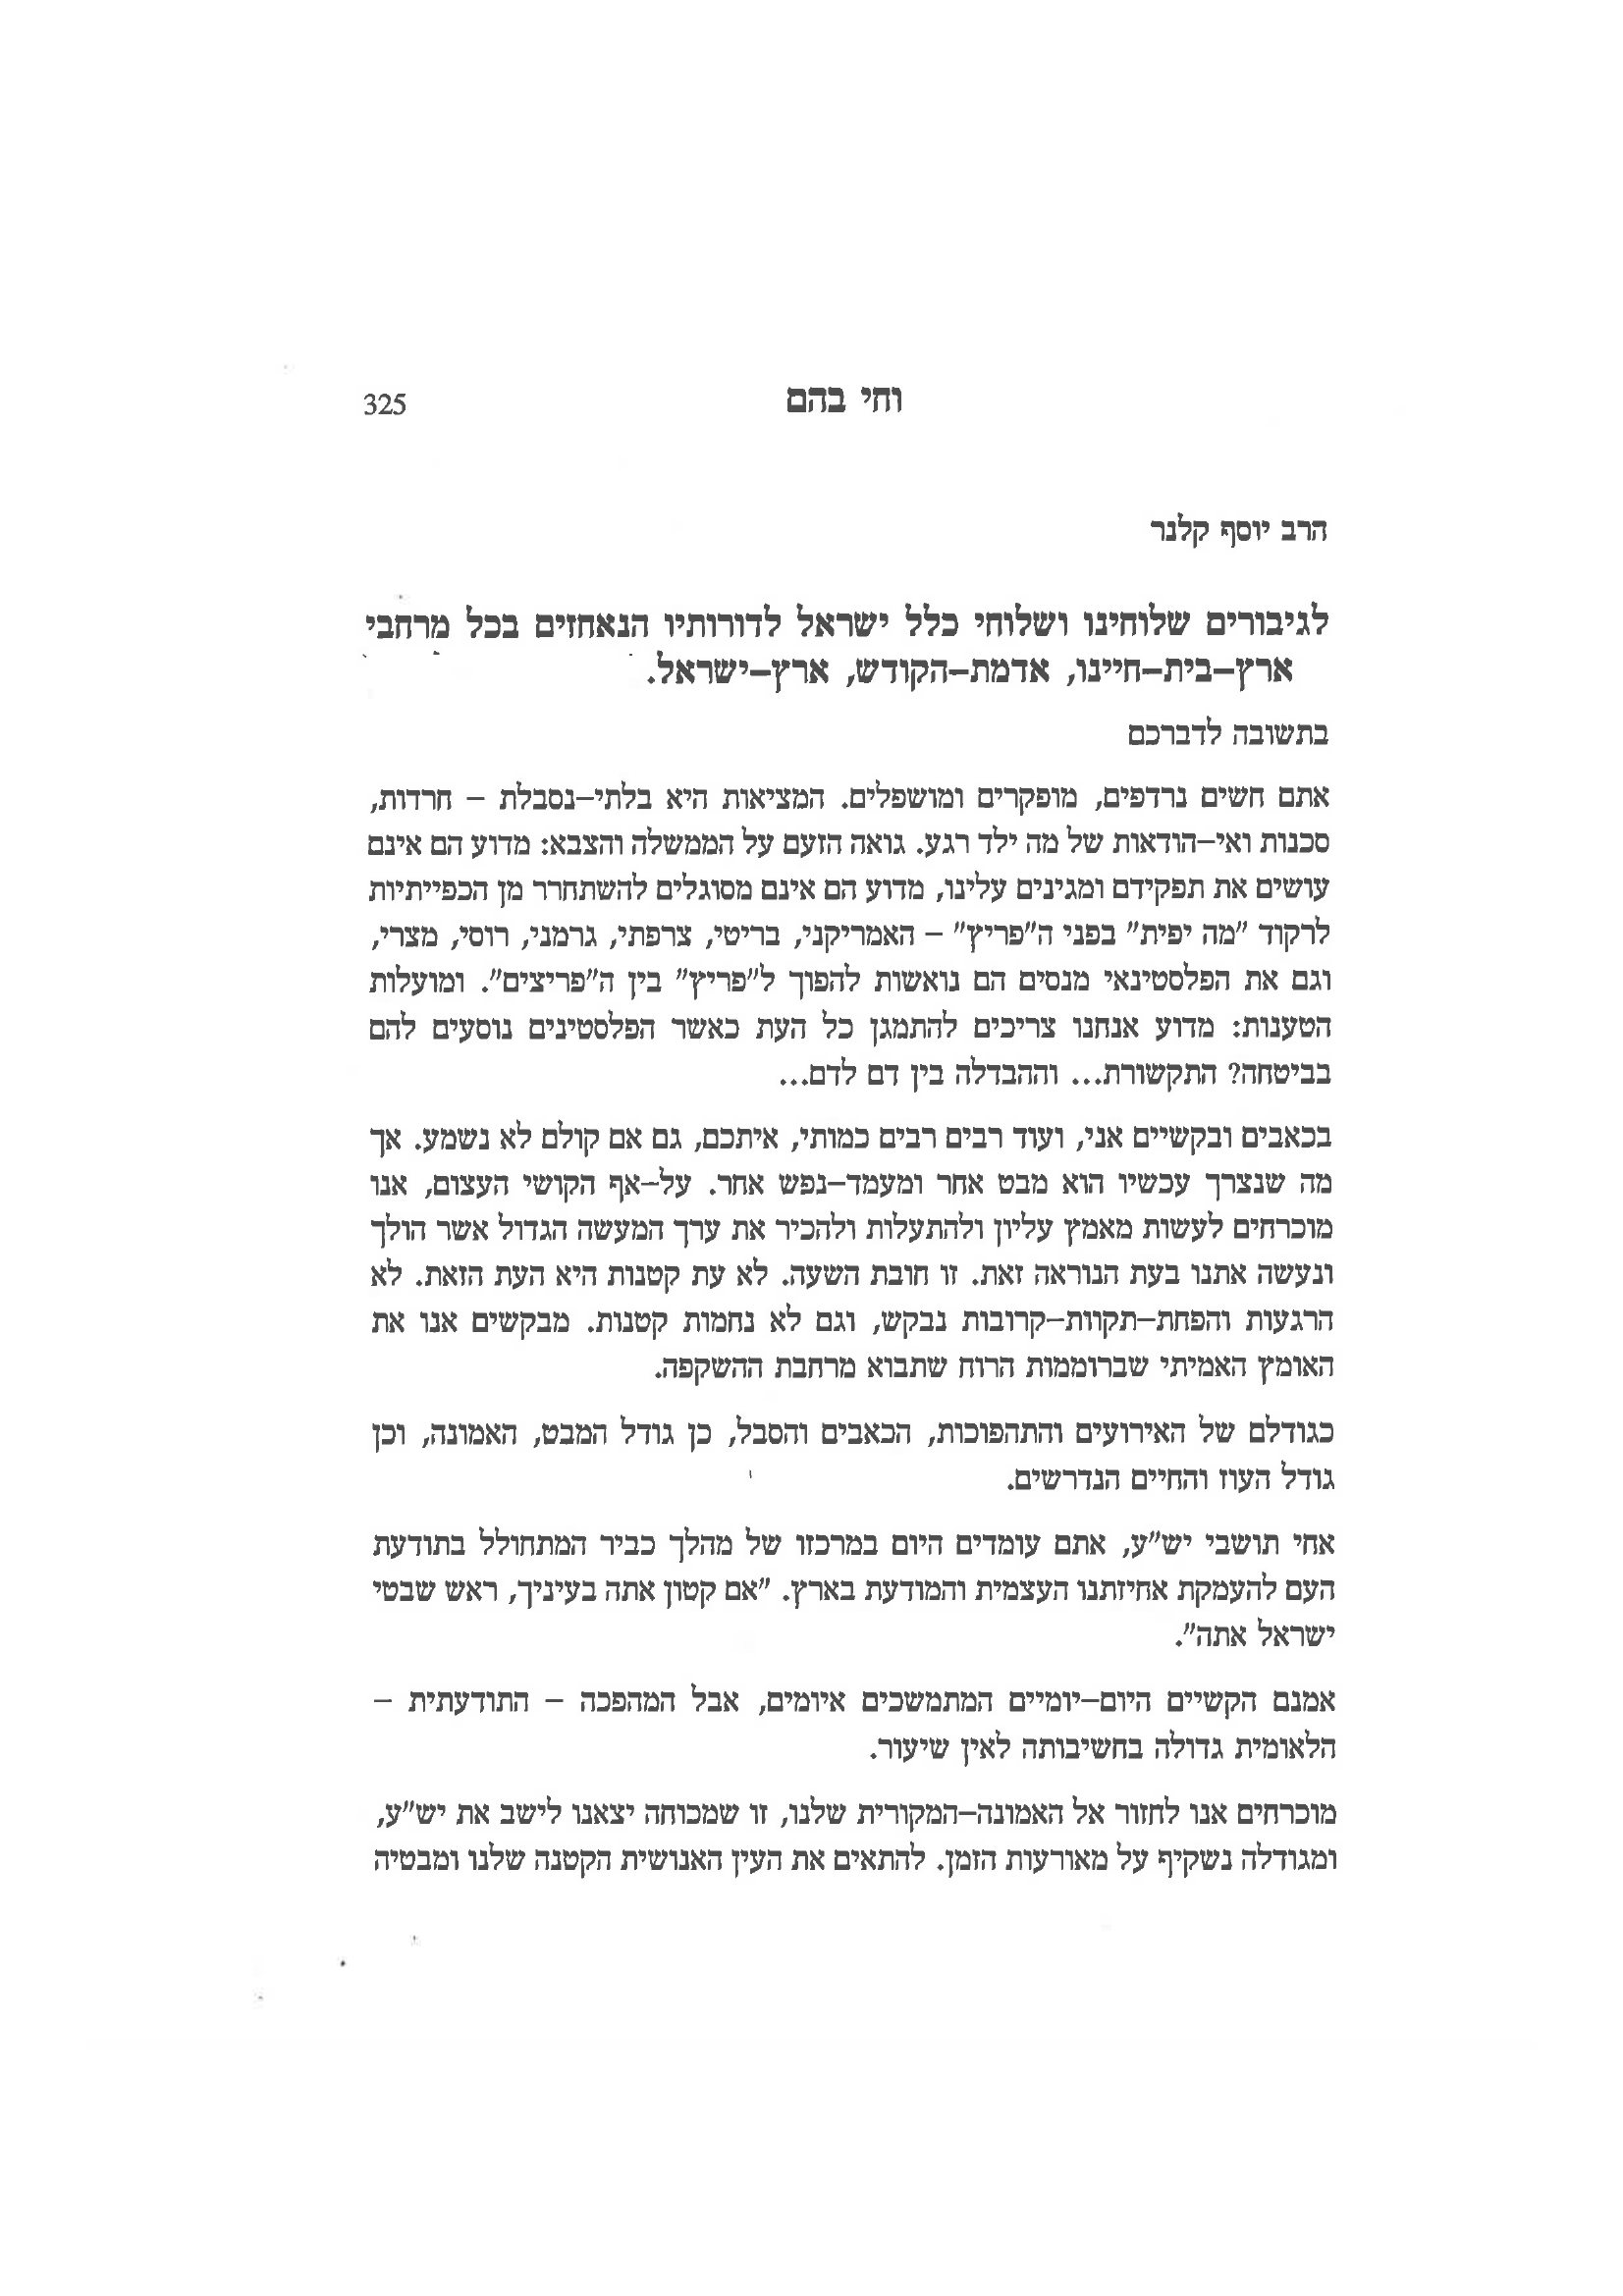 וחי בהם
325
הרב יוסף קלנר
לגיבורים שלוחינו ושלוחי כלל ישראל לדורותיו הנאחזים בכל מרחבי
ארץ–בית–חיינו, אדמת–הקודש, ארץ–ישראל.
בתשובה לדברכם
אתם חשים נרדפים, מופקרים ומושפלים. המציאות היא בלתי–נסבלת – חרדות,
סכנות ואי–הודאות של מה ילד רגע. גואה הזעם על הממשלה והצבא: מדוע הם אינם
עושים את תפקידם ומגינים עלינו, מדוע הם אינם מסוגלים להשתחרר מן הכפייתיות
לרקוד "מה יפית" בפני ה"פריץ" – האמריקני, בריטי, צרפתי, גרמני, רוסי, מצרי,
וגם את הפלסטינאי מנסים הם נואשות להפוך ל"פריץ" בין ה"פריצים". ומועלות
הטענות: מדוע אנחנו צריכים להתמגן כל העת כאשר הפלסטינים נוסעים להם
בביטחה? התקשורת... וההבדלה בין דם לדם...
בכאבים ובקשיים אני, ועוד רבים רבים כמותי, איתכם, גם אם קולם לא נשמע. אך
מה שנצרך עכשיו הוא מבט אחר ומעמד–נפש אחר. על–אף הקושי העצום, אנו
מוכרחים לעשות מאמץ עליון ולהתעלות ולהכיר את ערך המעשה הגדול אשר הולך
ונעשה אתנו בעת הנוראה זאת. זו חובת השעה. לא עת קטנות היא העת הזאת. לא
הרגעות והפחת–תקוות–קרובות נבקש, וגם לא נחמות קטנות. מבקשים אנו את
האומץ האמיתי שברוממות הרוח שתבוא מרחבת ההשקפה.
כגודלם של האירועים והתהפוכות, הכאבים והסבל, כן גודל המבט, האמונה, וכן
גודל העוז והחיים הנדרשים.
אחי תושבי יש"ע, אתם עומדים היום במרכזו של מהלך כביר המתחולל בתודעת
העם להעמקת אחיזתנו העצמית והמודעת בארץ. "אם קטון אתה בעיניך, ראש שבטי
ישראל אתה".
אמנם הקשיים היום–יומיים המתמשכים איומים, אבל המהפכה – התודעתית –
הלאומית גדולה בחשיבותה לאין שיעור.
מוכרחים אנו לחזור אל האמונה–המקורית שלנו, זו שמכוחה יצאנו לישב את יש"ע,
ומגודלה נשקיף על מאורעות הזמן. להתאים את העין האנושית הקטנה שלנו ומבטיה